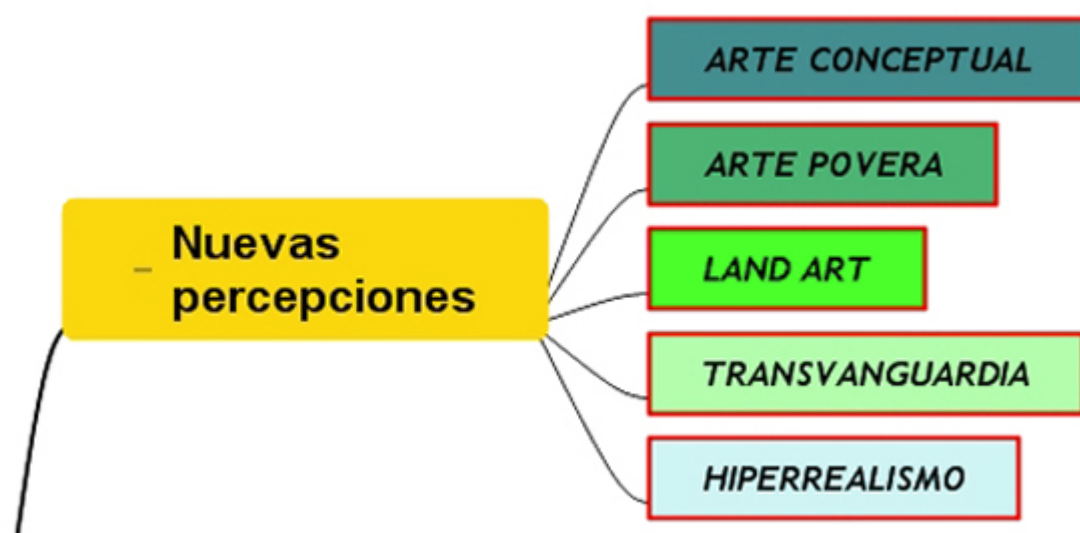 ARTE CONCEPTUAL
ARTE POVERA
Nuevas
percepciones
LAND ART
TRANSVANGUARDIA
HIPERREALISMO